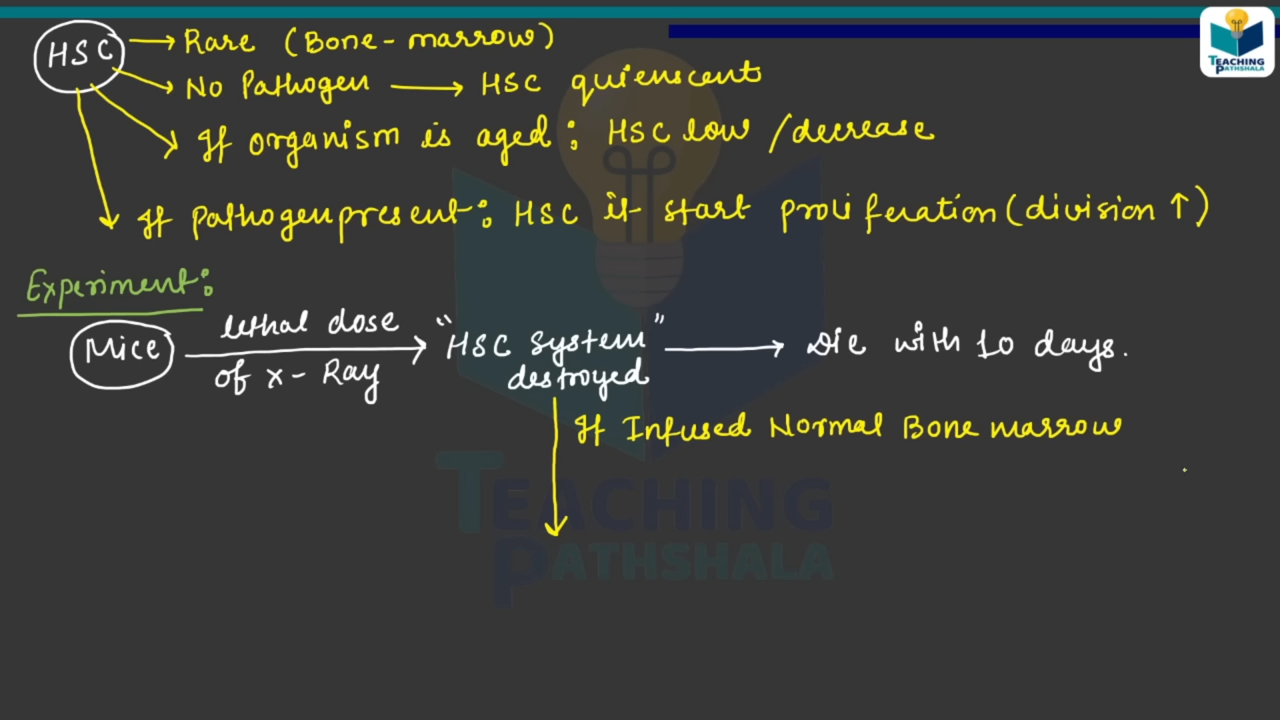 HSC → Rare (Bone-marrow)
→ No Pathogen → HSC quienscent
→ If organism is aged : HSC low / decrease
→ If pathogen present : HSC it start proliferation (division ↑)
Experiment :
Mice lethal dose of x-Ray → "HSC System" destroyed → Die with 10 days.
If Infused Normal Bone marrow
TEACHING
PATHSHALA
TEACHING
PATHSHALA